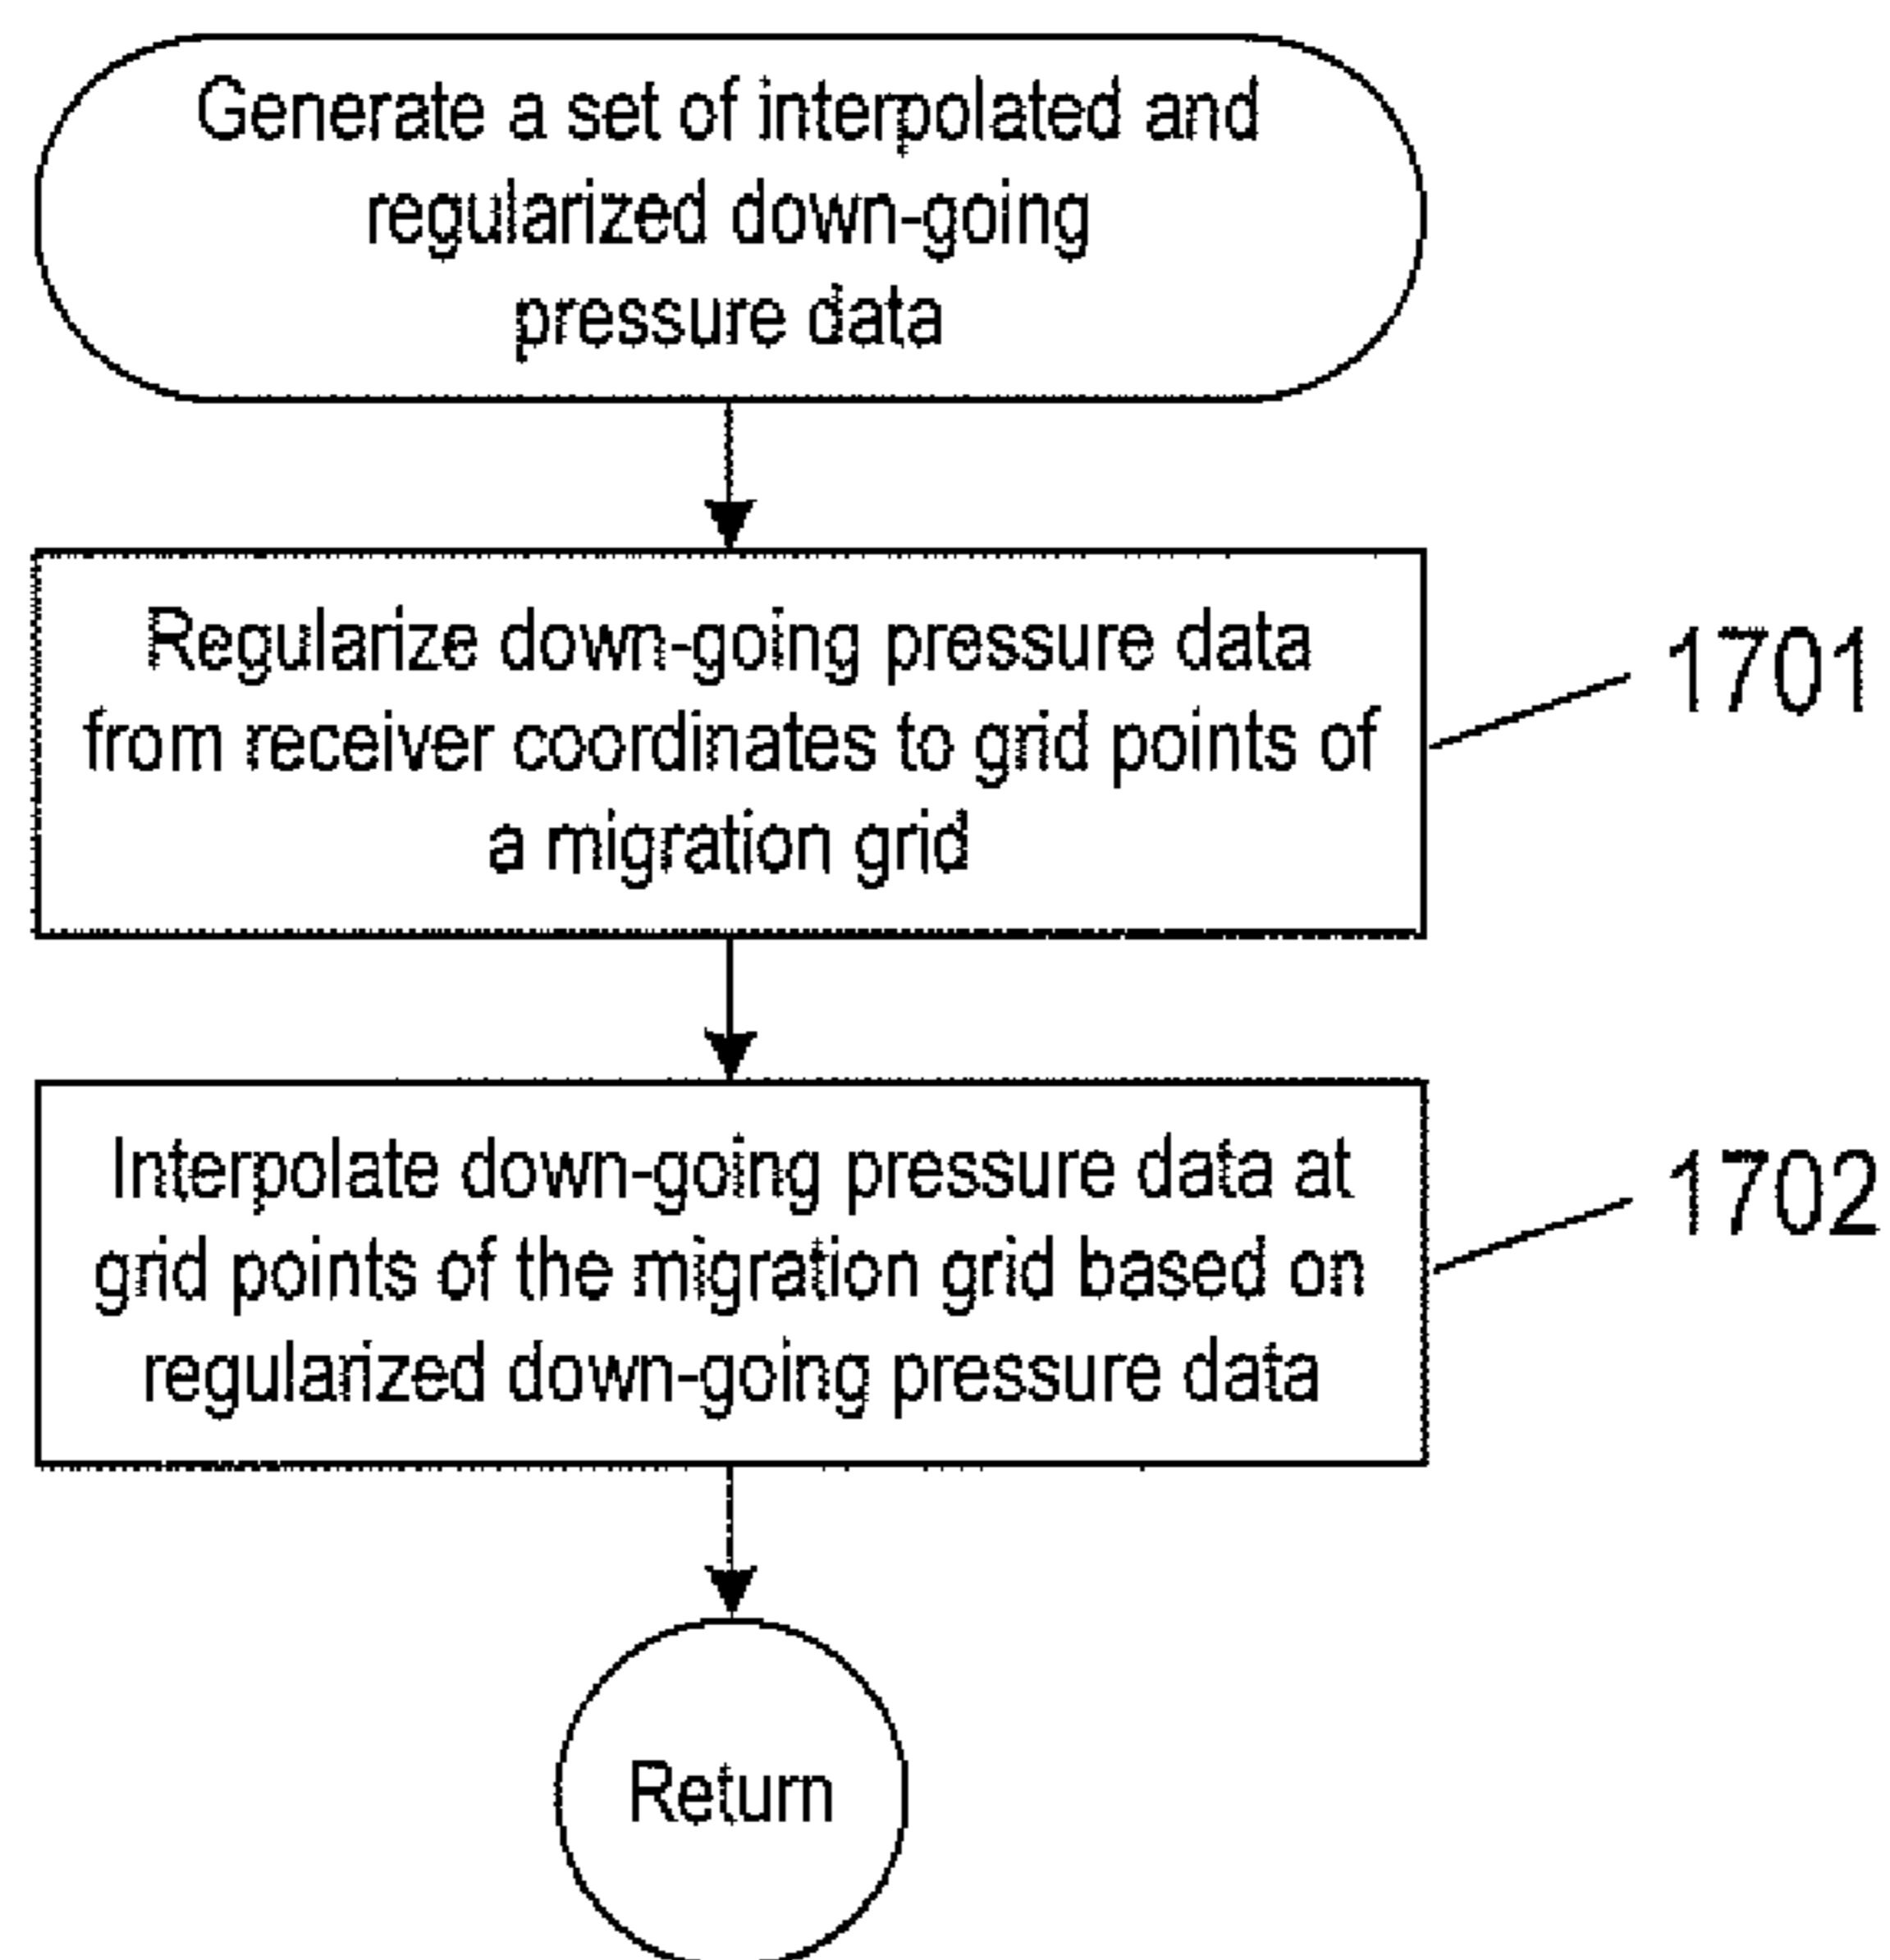 Generate a set of interpolated and
regularized down-going
pressure data
Regularize down-going pressure data
from receiver coordinates to grid points of
a migration grid
1701
Interpolate down-going pressure data at
grid points of the migration grid based on
regularized down-going pressure data
1702
Return